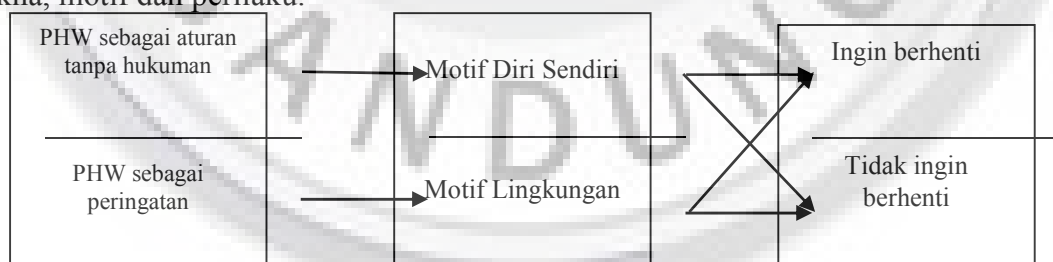 motif dan perilaku.
PHW sebagai aturan
tanpa hukuman
Motif Diri Sendiri
Ingin berhenti
PHW sebagai
peringatan
Motif Lingkungan
Tidak ingin
berhenti
ANDUN